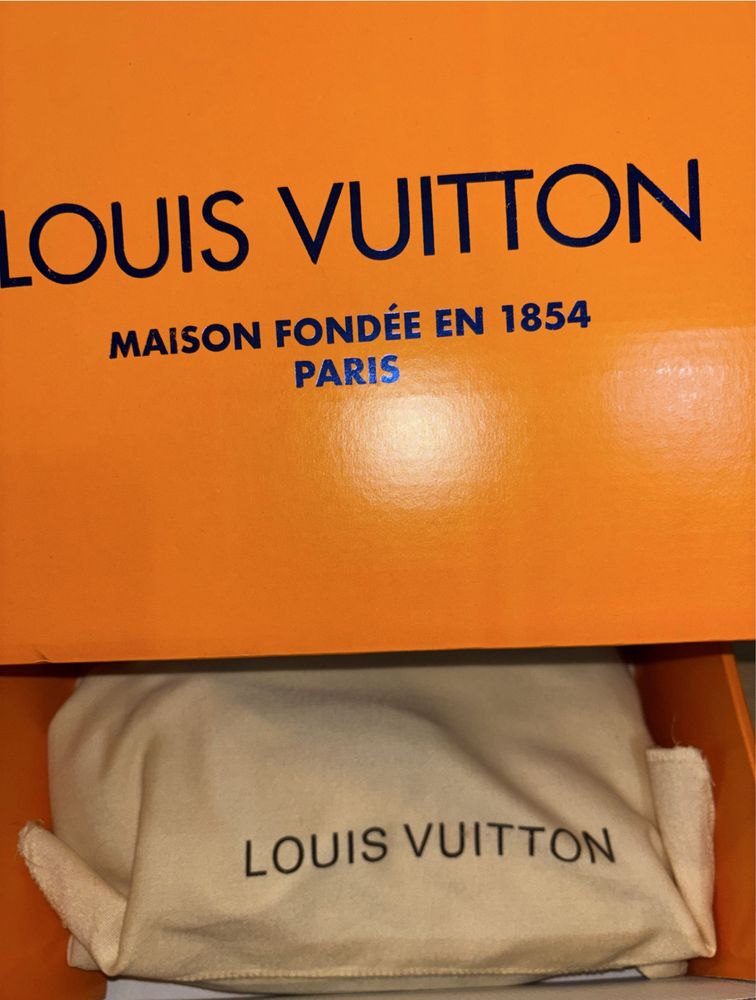 LOUIS VUITTON
MAISON FONDÉE EN 1854
PARIS
LOUIS VUITTON